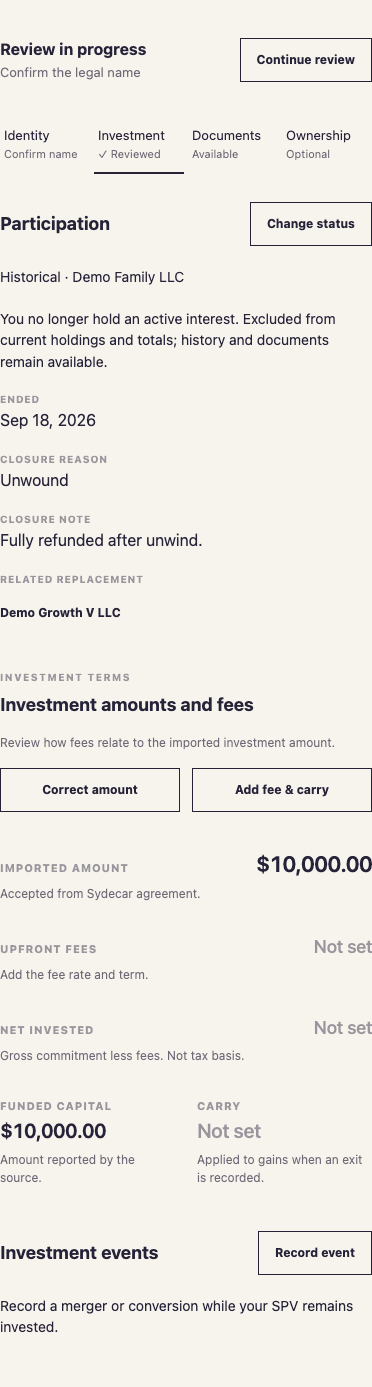 Review in progress
Confirm the legal name
Continue review
Identity
Confirm name
Investment
✓ Reviewed
Documents
Available
Ownership
Optional
Participation
Change status
Historical · Demo Family LLC
You no longer hold an active interest. Excluded from
current holdings and totals; history and documents
remain available.
ENDED
Sep 18, 2026
CLOSURE REASON
Unwound
CLOSURE NOTE
Fully refunded after unwind.
RELATED REPLACEMENT
Demo Growth V LLC
INVESTMENT TERMS
Investment amounts and fees
Review how fees relate to the imported investment amount.
Correct amount
Add fee & carry
IMPORTED AMOUNT
$10,000.00
Accepted from Sydecar agreement.
UPFRONT FEES
Not set
Add the fee rate and term.
NET INVESTED
Not set
Gross commitment less fees. Not tax basis.
FUNDED CAPITAL
$10,000.00
Amount reported by the
source.
CARRY
Not set
Applied to gains when an exit
is recorded.
Investment events
Record event
Record a merger or conversion while your SPV remains
invested.